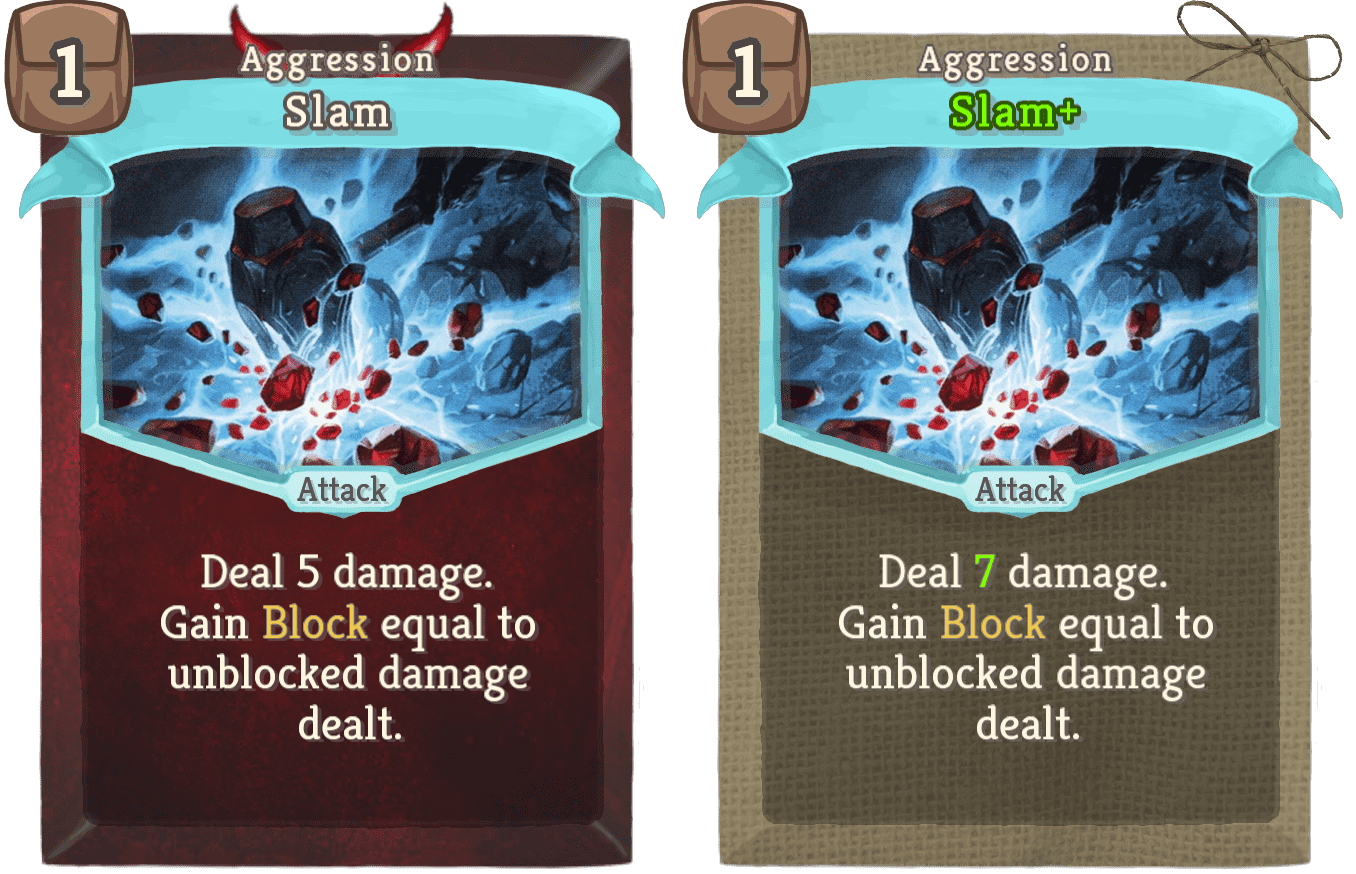 1
Aggression
Slam
Attack
Deal 5 damage.
Gain Block equal to
unblocked damage
dealt.
1
Aggression
Slam+
Attack
Deal 7 damage.
Gain Block equal to
unblocked damage
dealt.